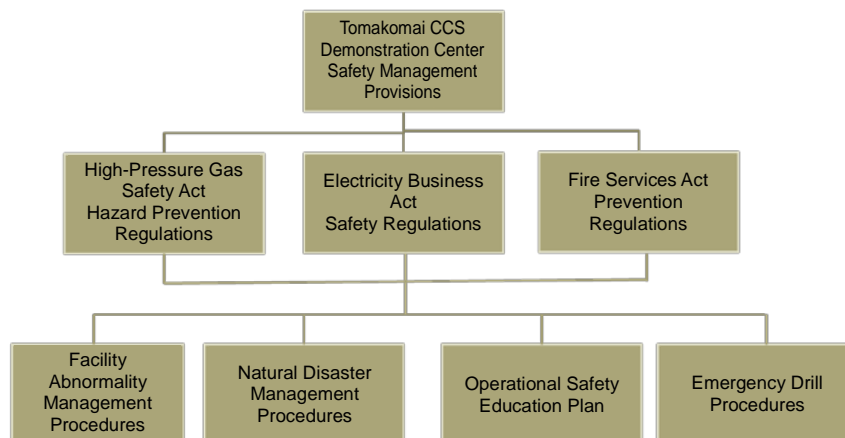 Tomakomai CCS
Demonstration Center
Safety Management
Provisions
High-Pressure Gas
Safety Act
Hazard Prevention
Regulations
Electricity Business
Act
Safety Regulations
Fire Services Act
Prevention
Regulations
Facility
Abnormality
Management
Procedures
Natural Disaster
Management
Procedures
Operational Safety
Education Plan
Emergency Drill
Procedures